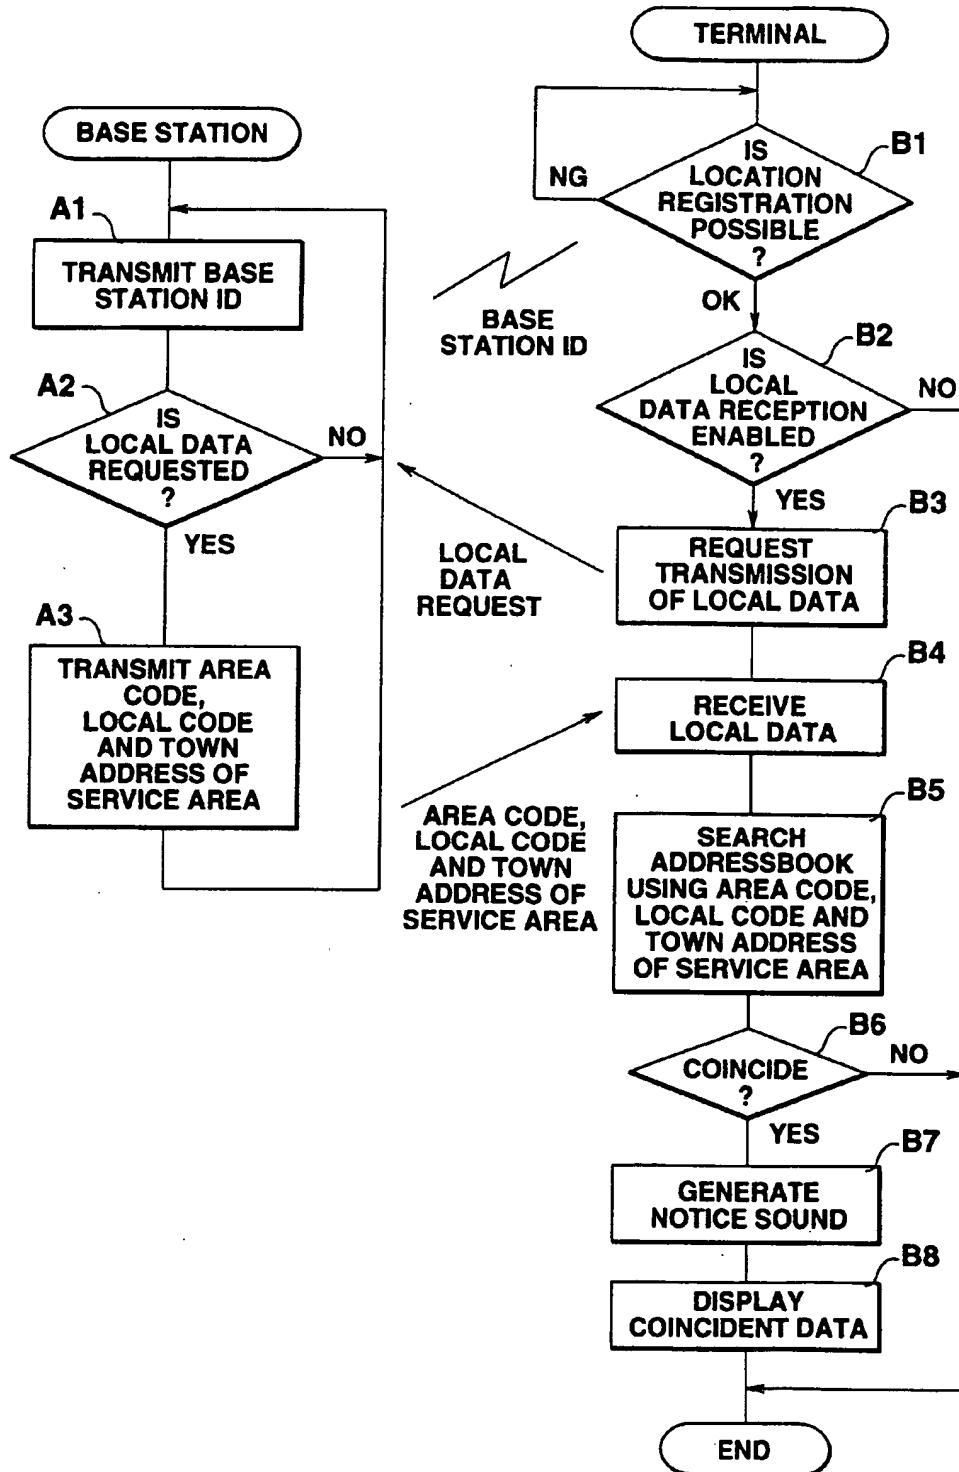 BASE STATION
A1
TRANSMIT BASE
STATION ID
A2
IS
LOCAL DATA
REQUESTED
?
NO
YES
A3
TRANSMIT AREA
CODE,
LOCAL CODE
AND TOWN
ADDRESS OF
SERVICE AREA
BASE
STATION ID
LOCAL
DATA
REQUEST
AREA CODE,
LOCAL CODE
AND TOWN
ADDRESS OF
SERVICE AREA
TERMINAL
B1
IS
LOCATION
REGISTRATION
POSSIBLE
?
NG
OK
B2
IS
LOCAL
DATA RECEPTION
ENABLED
?
NO
YES
B3
REQUEST
TRANSMISSION
OF LOCAL DATA
B4
RECEIVE
LOCAL DATA
B5
SEARCH
ADDRESSBOOK
USING AREA CODE,
LOCAL CODE AND
TOWN ADDRESS
OF SERVICE AREA
B6
COINCIDE
?
NO
YES
B7
GENERATE
NOTICE SOUND
B8
DISPLAY
COINCIDENT DATA
END